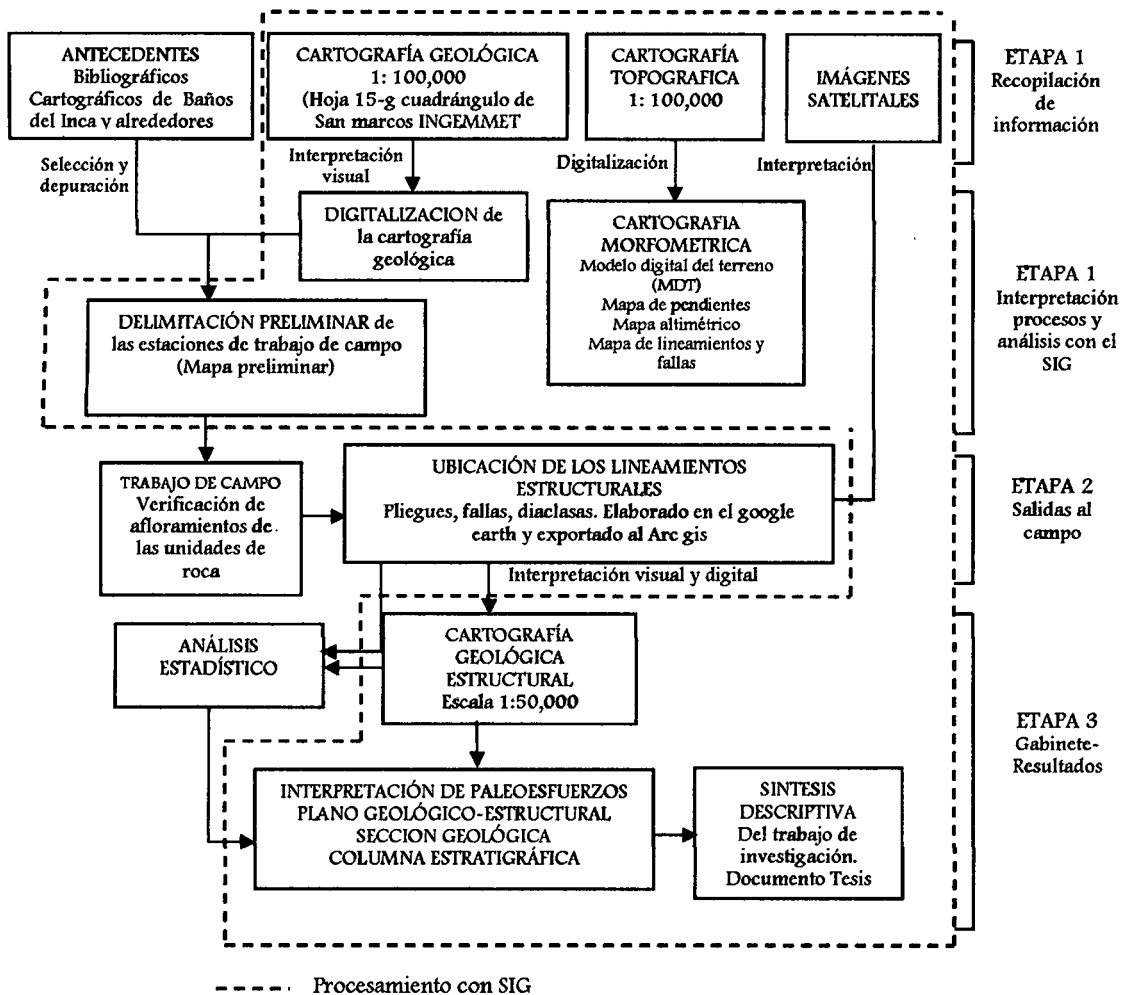 ANTECEDENTES
Bibliográficos
Cartográficos de Baños
del Inca y alrededores
CARTOGRAFÍA GEOLÓGICA
1: 100,000
(Hoja 15-g cuadrángulo de
San marcos INGEMMET
CARTOGRAFÍA
TOPOGRAFICA
1: 100,000
IMÁGENES
SATELITALES
ETAPA 1
Recopilación
de
información
Selección y
depuración
Interpretación
visual
Digitalización
Interpretación
DIGITALIZACION de
la cartografía
geológica
CARTOGRAFIA
MORFOMETRICA
Modelo digital del terreno
(MDT)
Mapa de pendientes
Mapa altimétrico
Mapa de lineamientos y
fallas
ETAPA 1
Interpretación
procesos y
análisis con el
SIG
DELIMITACIÓN PRELIMINAR de
las estaciones de trabajo de campo
(Mapa preliminar)
TRABAJO DE CAMPO
Verificación de
afloramientos de
las unidades de
roca
UBICACIÓN DE LOS LINEAMIENTOS
ESTRUCTURALES
Pliegues, fallas, diaclasas. Elaborado en el google
earth y exportado al Arc gis
ETAPA 2
Salidas al
campo
Interpretación visual y digital
ANÁLISIS
ESTADÍSTICO
CARTOGRAFÍA
GEOLÓGICA
ESTRUCTURAL
Escala 1:50,000
ETAPA 3
Gabinete-
Resultados
INTERPRETACIÓN DE PALEOESFUERZOS
PLANO GEOLÓGICO-ESTRUCTURAL
SECCION GEOLÓGICA
COLUMNA ESTRATIGRÁFICA
SINTESIS
DESCRIPTIVA
Del trabajo de
investigación.
Documento Tesis
Procesamiento con SIG